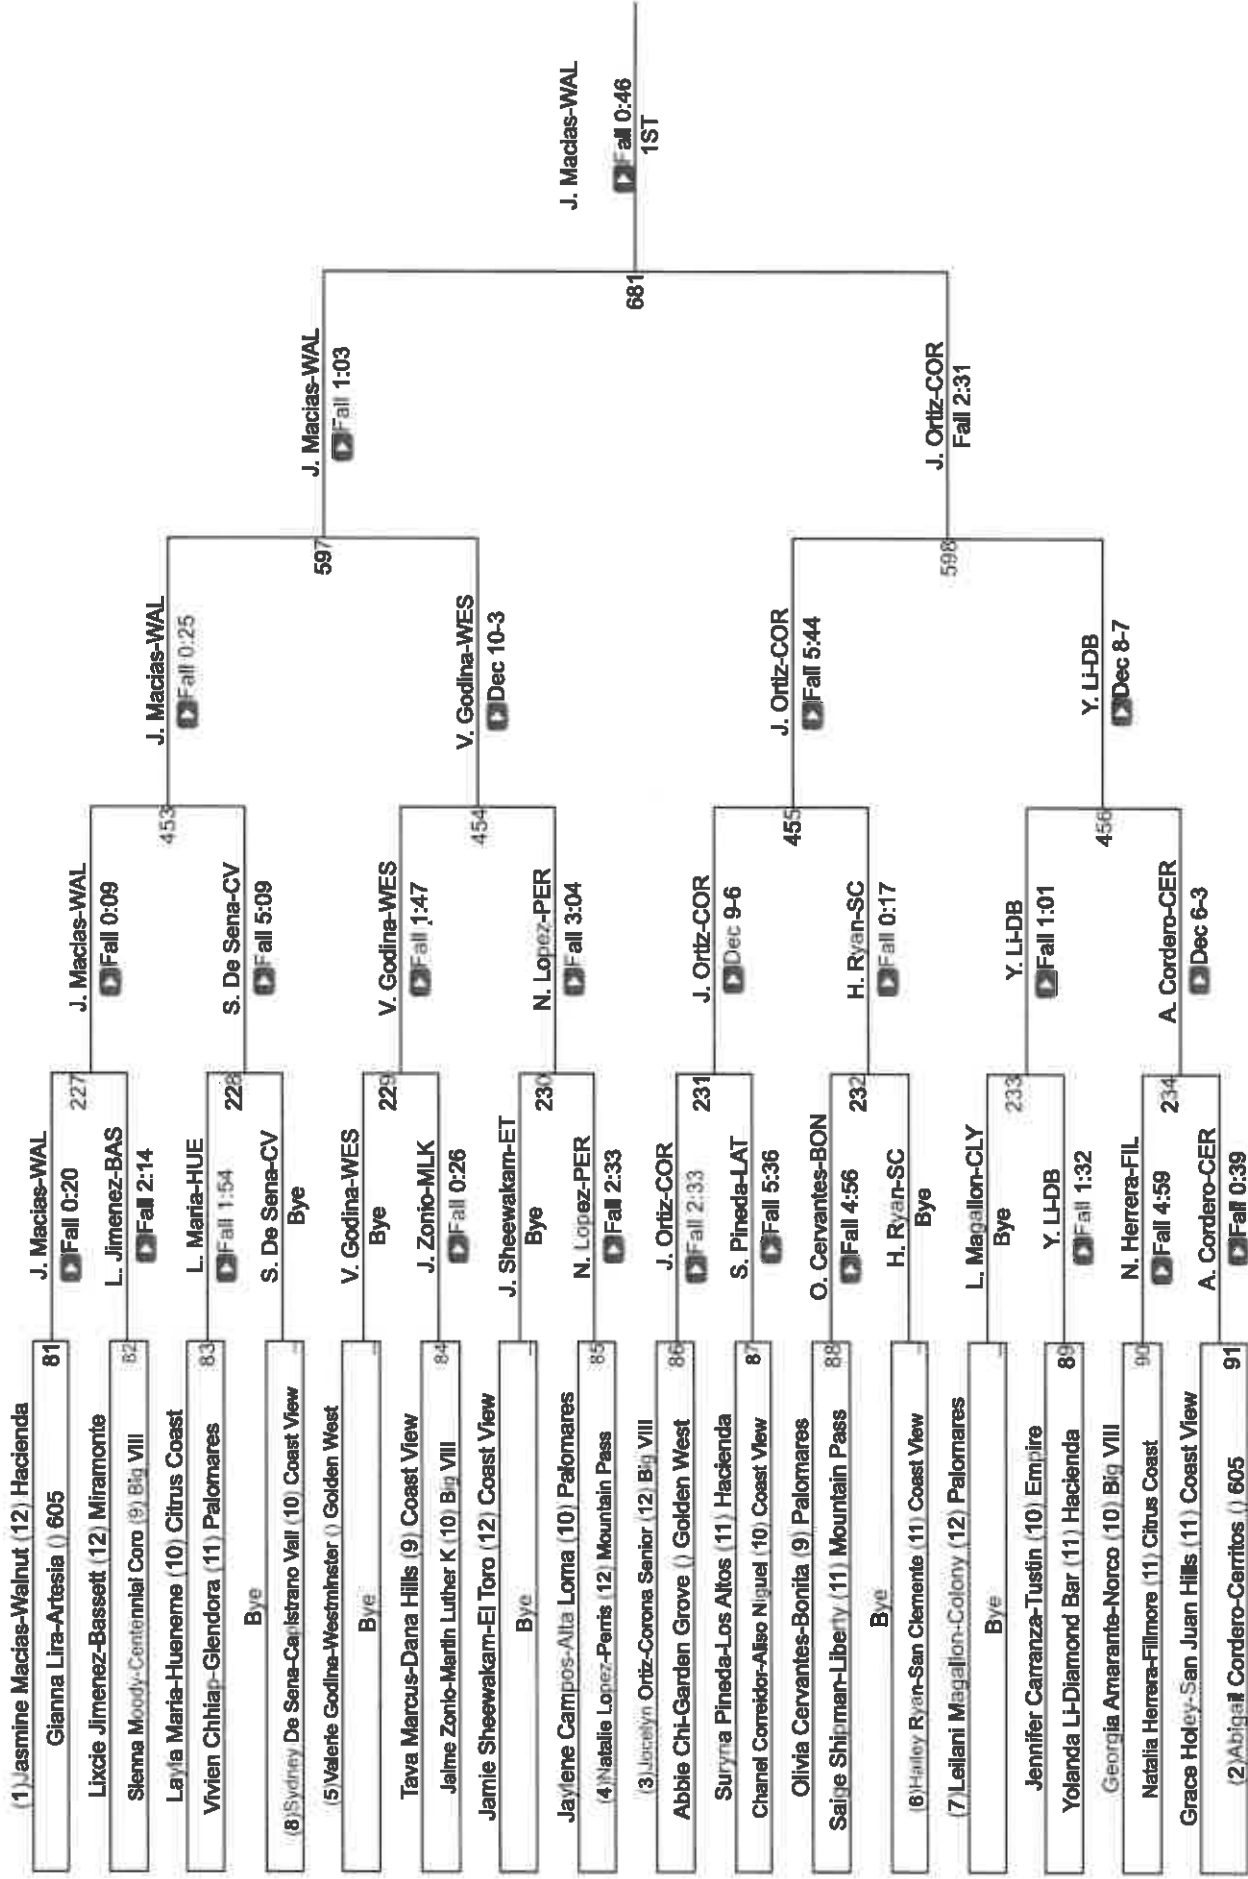 (1)Jasmine Macias-Walnut (12) Hacienda
81
Gianna Lira-Artesia () 605
Lixcie Jimenez-Bassett (12) Miramonte
82
Sienna Moody-Centennial Coro (9) Big VIII
Layla Maria-Hueneme (10) Citrus Coast
83
Vivien Chhiap-Glendora (11) Palomares
Bye
(8)Sydney De Sena-Capistrano Vall (10) Coast View
(5)Valerie Godina-Westminster () Golden West
Bye
Tava Marcus-Dana Hills (9) Coast View
84
Jaime Zonio-Martin Luther K (10) Big VIII
Jamie Sheewakam-El Toro (12) Coast View
Bye
Jaylene Campos-Alta Loma (10) Palomares
85
(4)Natalie Lopez-Perris (12) Mountain Pass
(3)Jocelyn Ortiz-Corona Senior (12) Big VIII
86
Abbie Chi-Garden Grove () Golden West
Suryna Pineda-Los Altos (11) Hacienda
87
Chanel Correidor-Aliso Niguel (10) Coast View
Olivia Cervantes-Bonita (9) Palomares
88
Saige Shipman-Liberty (11) Mountain Pass
Bye
(6)Hailey Ryan-San Clemente (11) Coast View
(7)Leilani Magallon-Colony (12) Palomares
Bye
Jennifer Carranza-Tustin (10) Empire
89
Yolanda Li-Diamond Bar (11) Hacienda
Georgia Amarante-Norco (10) Big VIII
90
Natalia Herrera-Fillmore (11) Citrus Coast
Grace Holey-San Juan Hills (11) Coast View
91
(2)Abigail Cordero-Cerritos () 605
J. Macias-WAL
Fall 0:20
227
L. Jimenez-BAS
Fall 2:14
L. Maria-HUE
Fall 1:54
228
S. De Sena-CV
Bye
V. Godina-WES
Bye
229
J. Zonio-MLK
Fall 0:26
J. Sheewakam-ET
Bye
230
N. Lopez-PER
Fall 2:33
J. Ortiz-COR
Fall 2:33
231
S. Pineda-LAT
Fall 5:36
O. Cervantes-BON
Fall 4:56
232
H. Ryan-SC
Bye
L. Magallon-CLY
Bye
233
Y. Li-DB
Fall 1:32
N. Herrera-FIL
Fall 4:59
234
A. Cordero-CER
Fall 0:39
J. Macias-WAL
Fall 0:09
453
S. De Sena-CV
Fall 5:09
V. Godina-WES
Fall 1:47
454
N. Lopez-PER
Fall 3:04
J. Ortiz-COR
Dec 9-6
455
H. Ryan-SC
Fall 0:17
Y. Li-DB
Fall 1:01
456
A. Cordero-CER
Dec 6-3
J. Macias-WAL
Fall 0:25
597
V. Godina-WES
Dec 10-3
J. Ortiz-COR
Fall 5:44
598
Y. Li-DB
Dec 8-7
J. Macias-WAL
Fall 1:03
681
J. Ortiz-COR
Fall 2:31
J. Macias-WAL
Fall 0:46
1ST